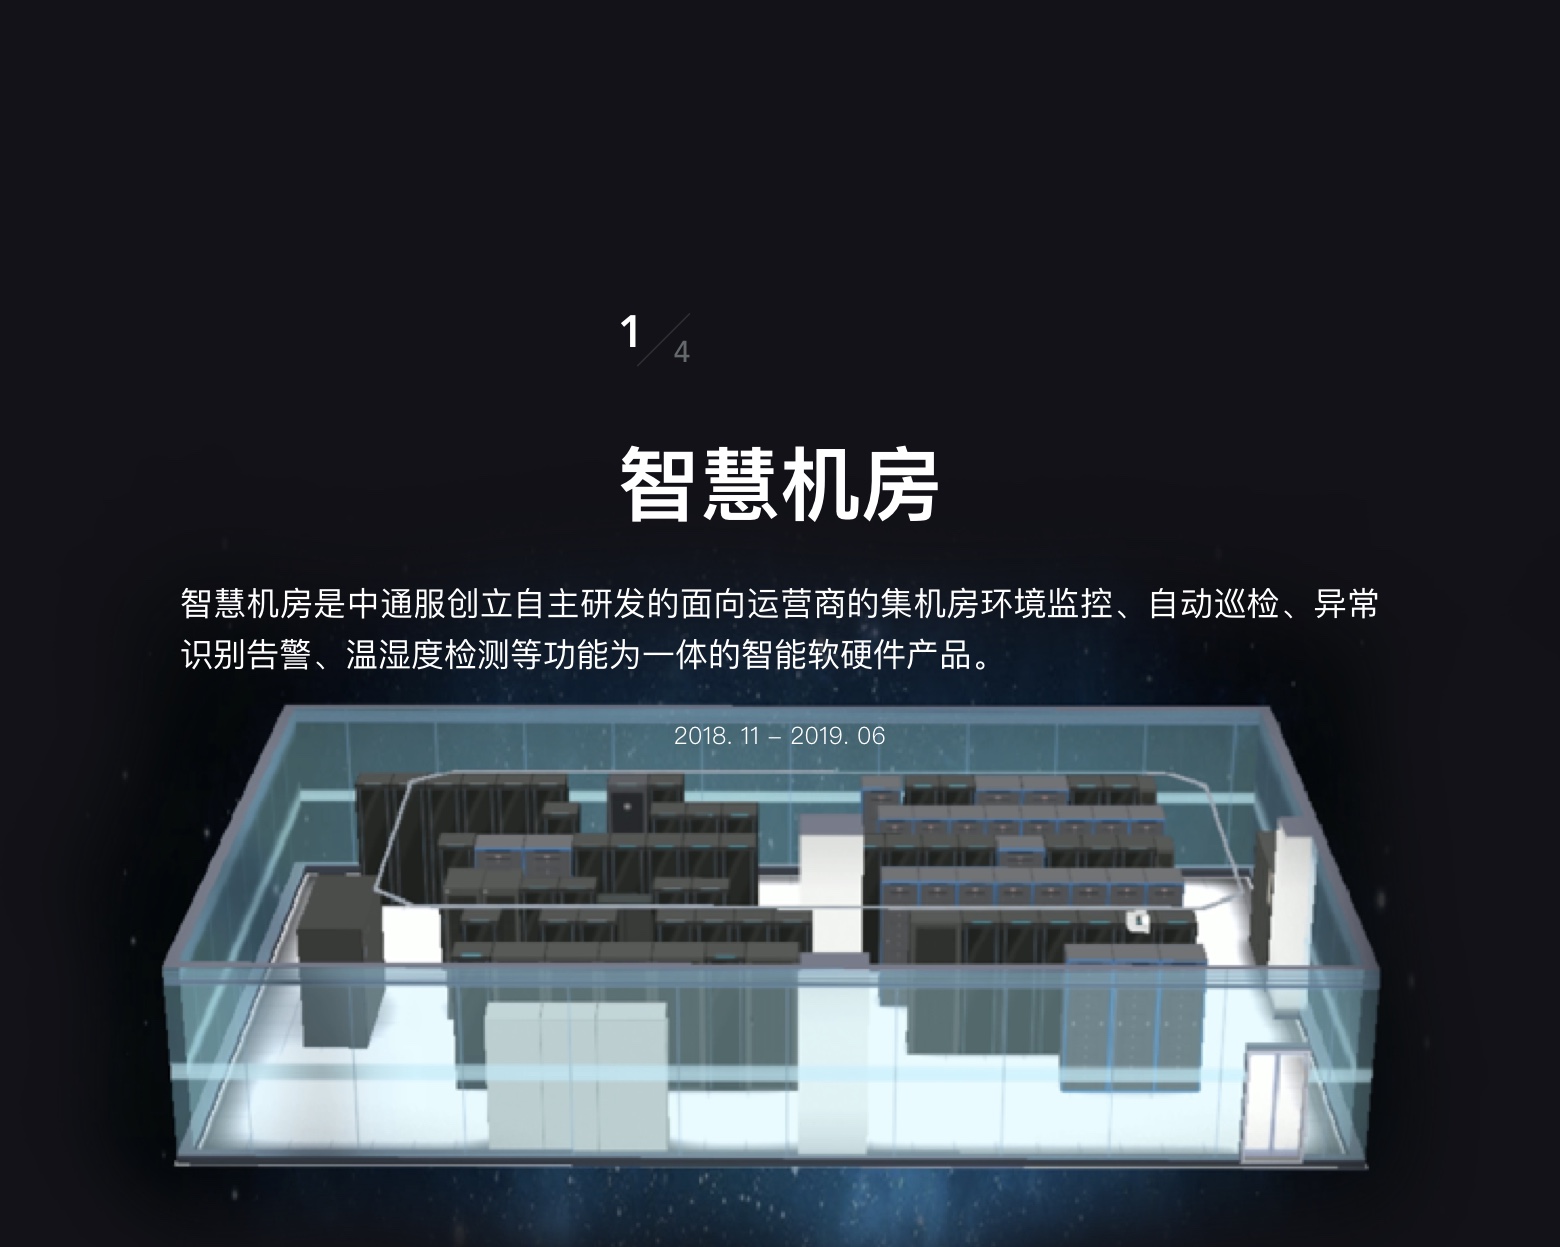 1
4
智慧机房
智慧机房是中通服创立自主研发的面向运营商的集机房环境监控、自动巡检、异常
识别告警、温湿度检测等功能为一体的智能软硬件产品。
2018. 11 – 2019. 06